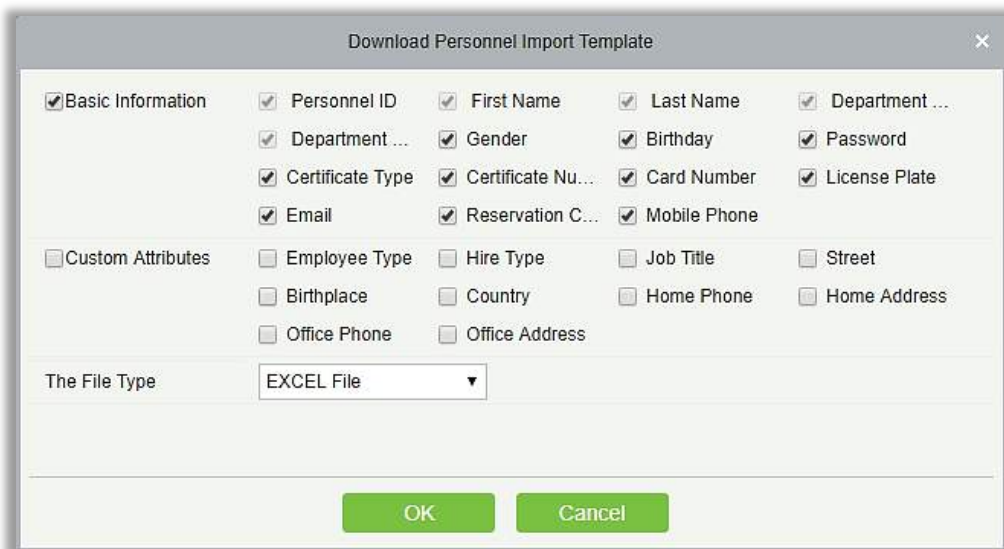 Download Personnel Import Template ×
Basic Information Personnel ID First Name Last Name Department ...
Department ... Gender Birthday Password
Certificate Type Certificate Nu... Card Number License Plate
Email Reservation C... Mobile Phone
Custom Attributes Employee Type Hire Type Job Title Street
Birthplace Country Home Phone Home Address
Office Phone Office Address
The File Type EXCEL File
OK Cancel